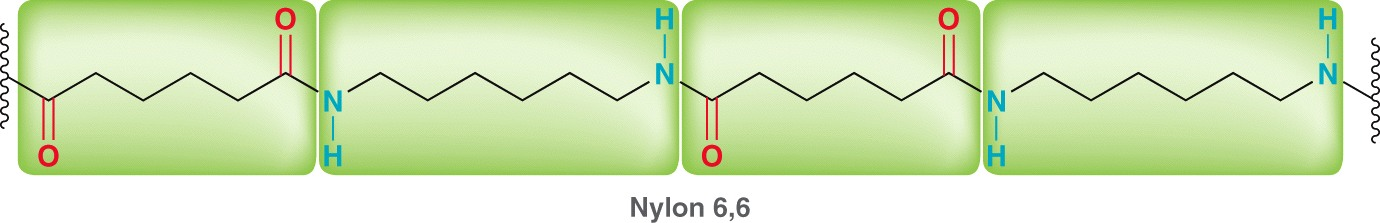 O H O H
N N
N N
H O H O
Nylon 6,6